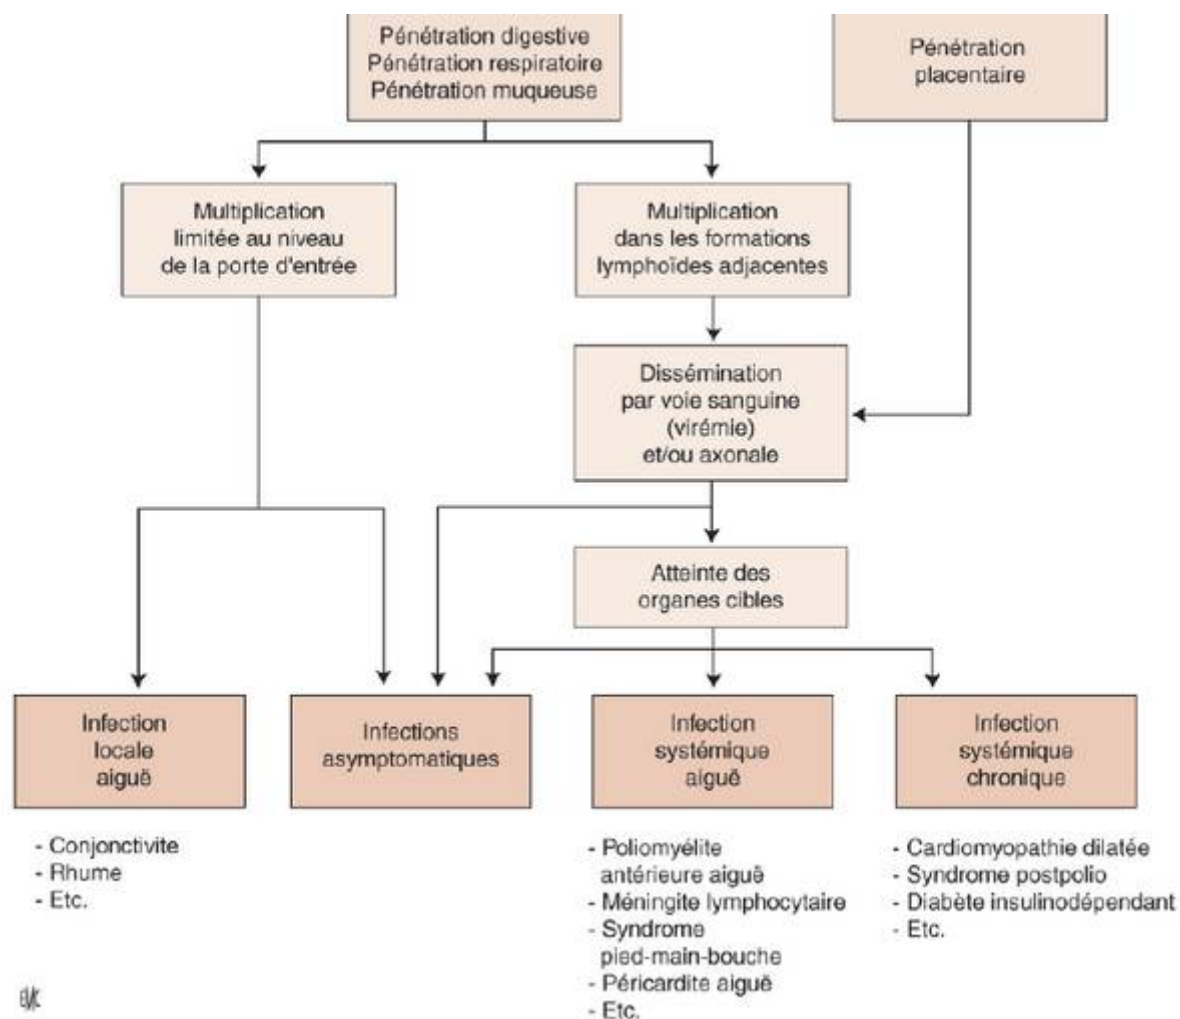 Pénétration digestive
Pénétration respiratoire
Pénétration muqueuse
Pénétration
placentaire
Multiplication
limitée au niveau
de la porte d'entrée
Multiplication
dans les formations
lymphoïdes adjacentes
Dissémination
par voie sanguine
(virémie)
et/ou axonale
Atteinte des
organes cibles
Infection
locale
aiguë
Infections
asymptomatiques
Infection
systémique
aiguë
Infection
systémique
chronique
- Conjonctivite
- Rhume
- Etc.
- Poliomyélite
antérieure aiguë
- Méningite lymphocytaire
- Syndrome
pied-main-bouche
- Péricardite aiguë
- Etc.
- Cardiomyopathie dilatée
- Syndrome postpolio
- Diabète insulinodépendant
- Etc.
EMC